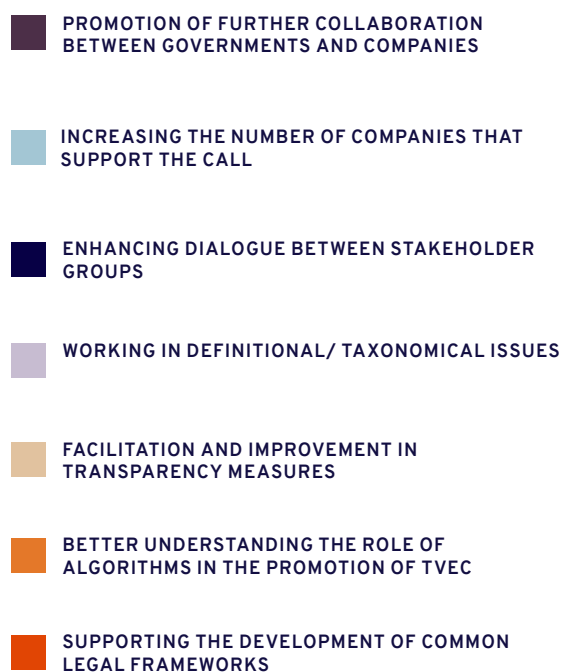 PROMOTION OF FURTHER COLLABORATION
BETWEEN GOVERNMENTS AND COMPANIES
INCREASING THE NUMBER OF COMPANIES THAT
SUPPORT THE CALL
ENHANCING DIALOGUE BETWEEN STAKEHOLDER
GROUPS
WORKING IN DEFINITIONAL/ TAXONOMICAL ISSUES
FACILITATION AND IMPROVEMENT IN
TRANSPARENCY MEASURES
BETTER UNDERSTANDING THE ROLE OF
ALGORITHMS IN THE PROMOTION OF TVEC
SUPPORTING THE DEVELOPMENT OF COMMON
LEGAL FRAMEWORKS